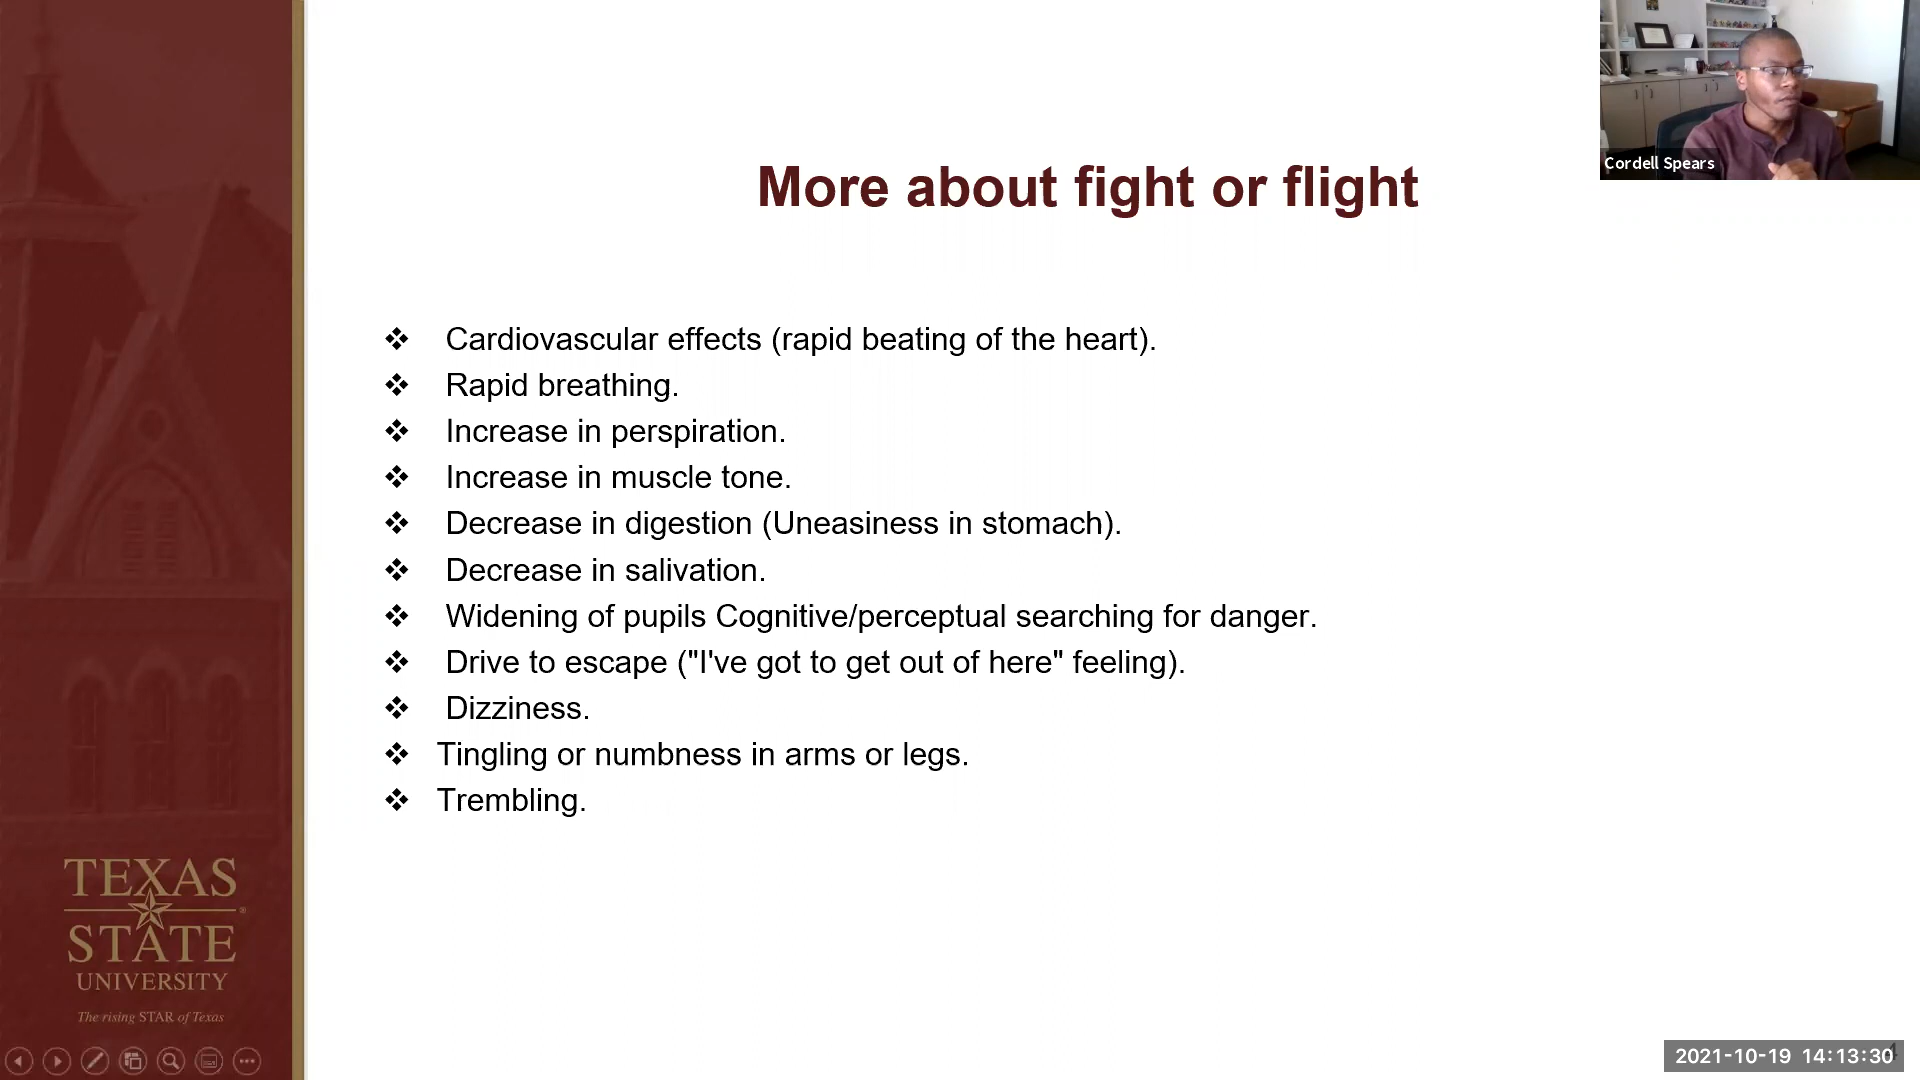 Cordell Spears
More about fight or flight
❖ Cardiovascular effects (rapid beating of the heart).
❖ Rapid breathing.
❖ Increase in perspiration.
❖ Increase in muscle tone.
❖ Decrease in digestion (Uneasiness in stomach).
❖ Decrease in salivation.
❖ Widening of pupils Cognitive/perceptual searching for danger.
❖ Drive to escape ("I've got to get out of here" feeling).
❖ Dizziness.
❖ Tingling or numbness in arms or legs.
❖ Trembling.
TEXAS
®
STATE
UNIVERSITY
The rising STAR of Texas
2021-10-19 14:13:30